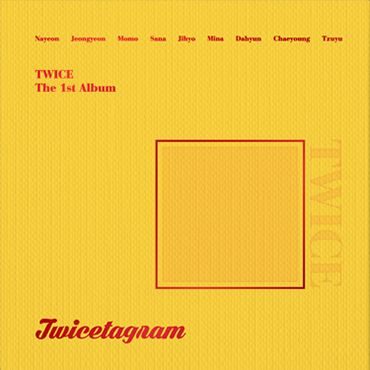 Nayeon Jeongyeon Momo Sana Jihyo Mina Dahyun Chaeyoung Tzuyu
TWICE
The 1st Album
TWICE
Twicetagram